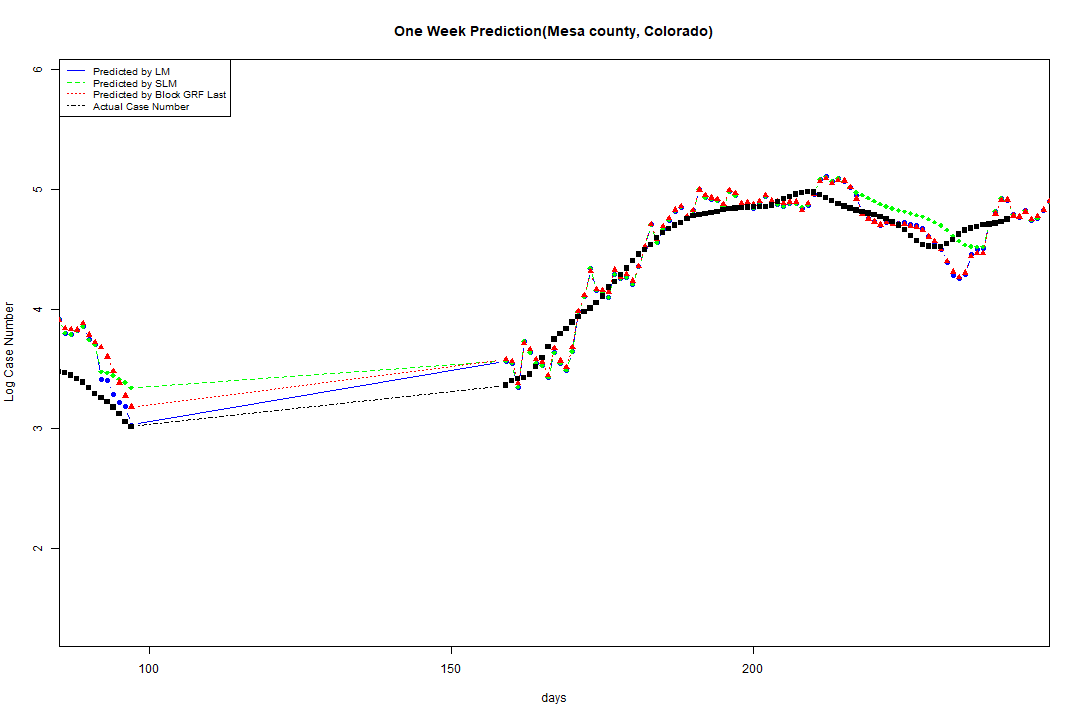 One Week Prediction(Mesa county, Colorado)
Predicted by LM
Predicted by SLM
Predicted by Block GRF Last
Actual Case Number
6
5
4
3
2
Log Case Number
100 150 200
days